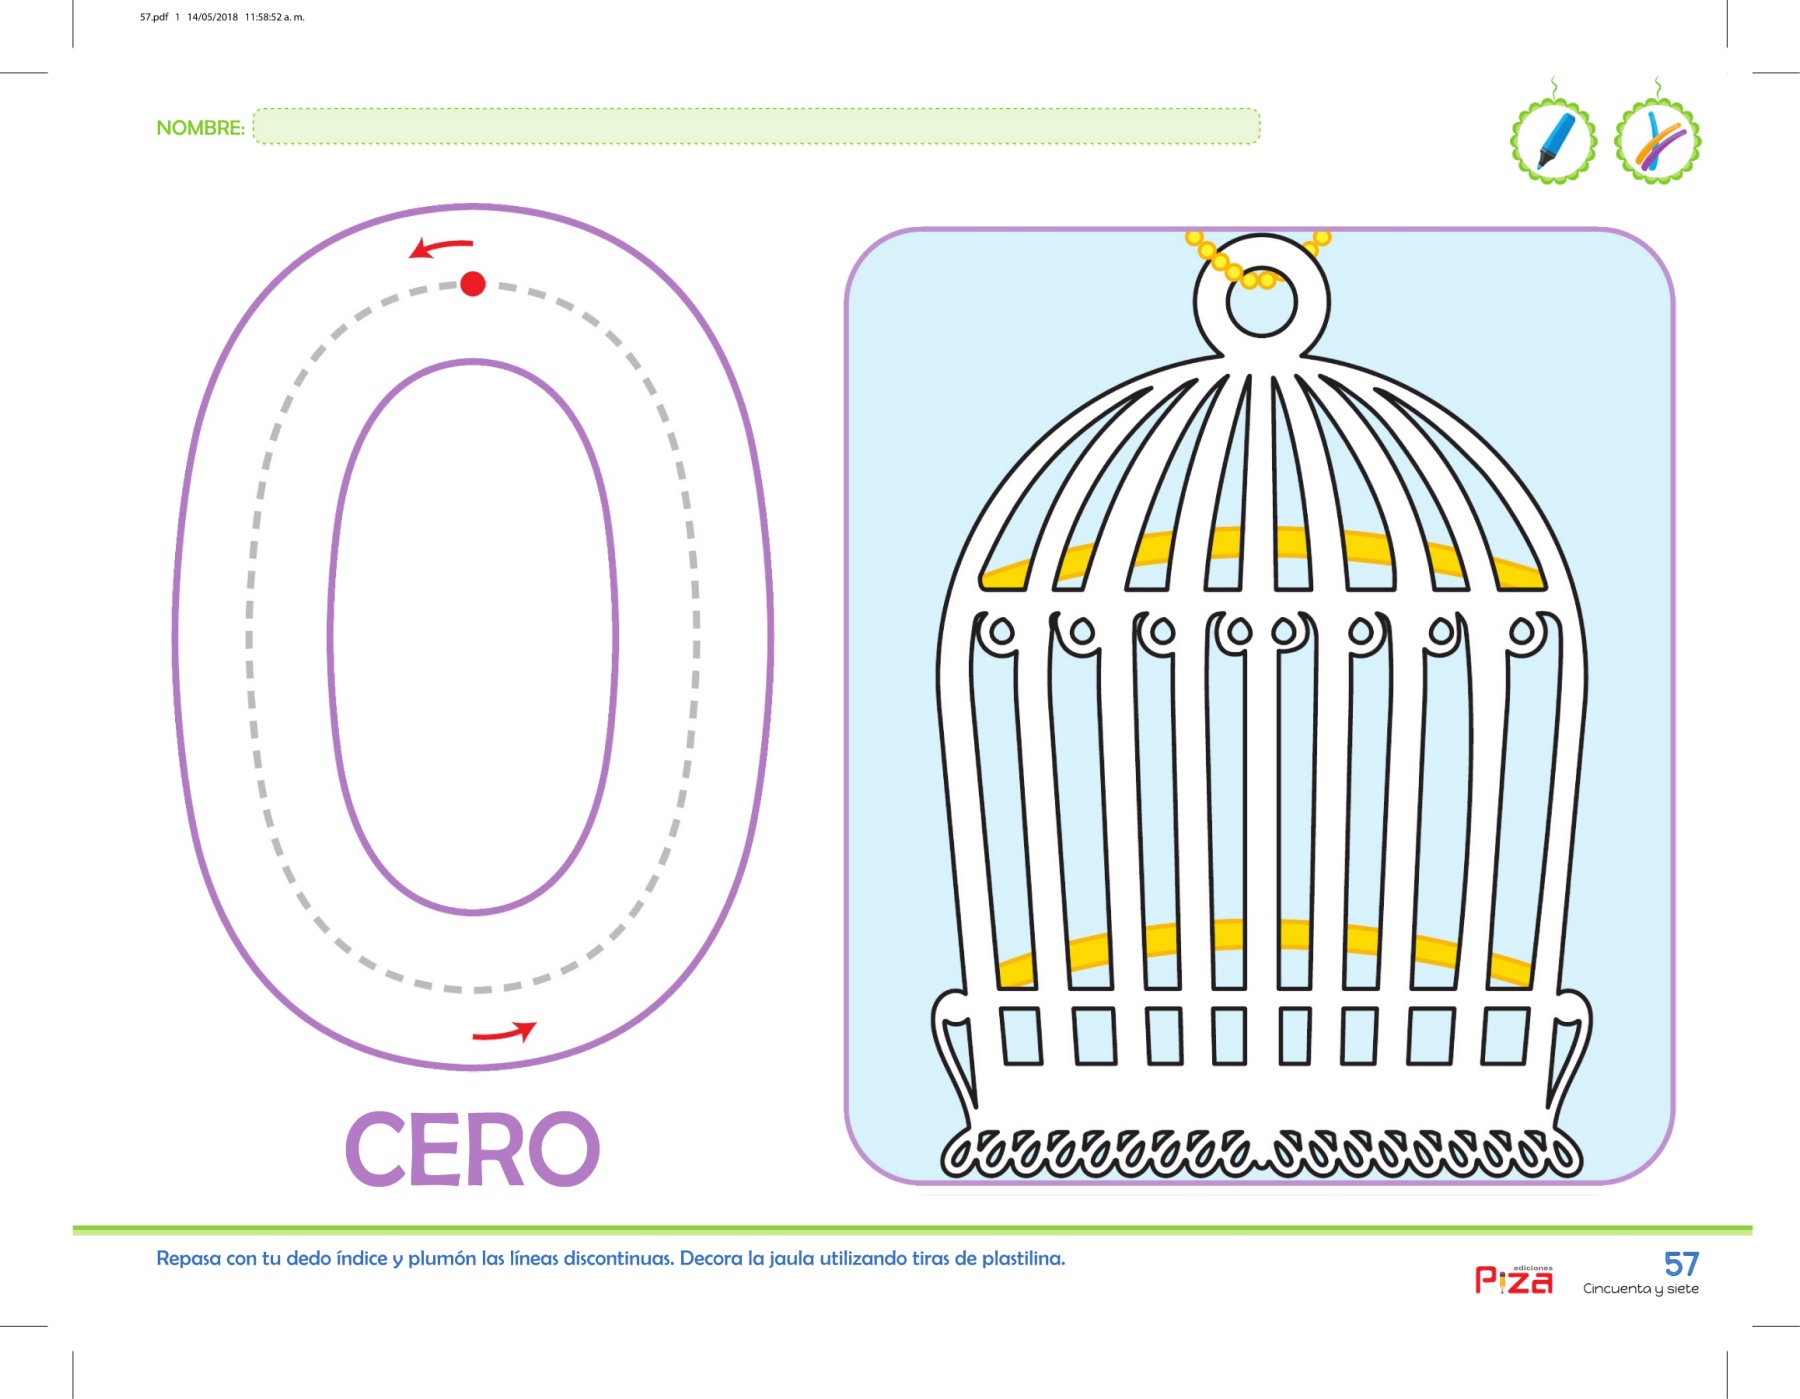 57.pdf 1 14/05/2018 11:58:52 a. m.
NOMBRE:
0
CERO
Repasa con tu dedo índice y plumón las líneas discontinuas. Decora la jaula utilizando tiras de plastilina.
ediciones
Piza
57
Cincuenta y siete